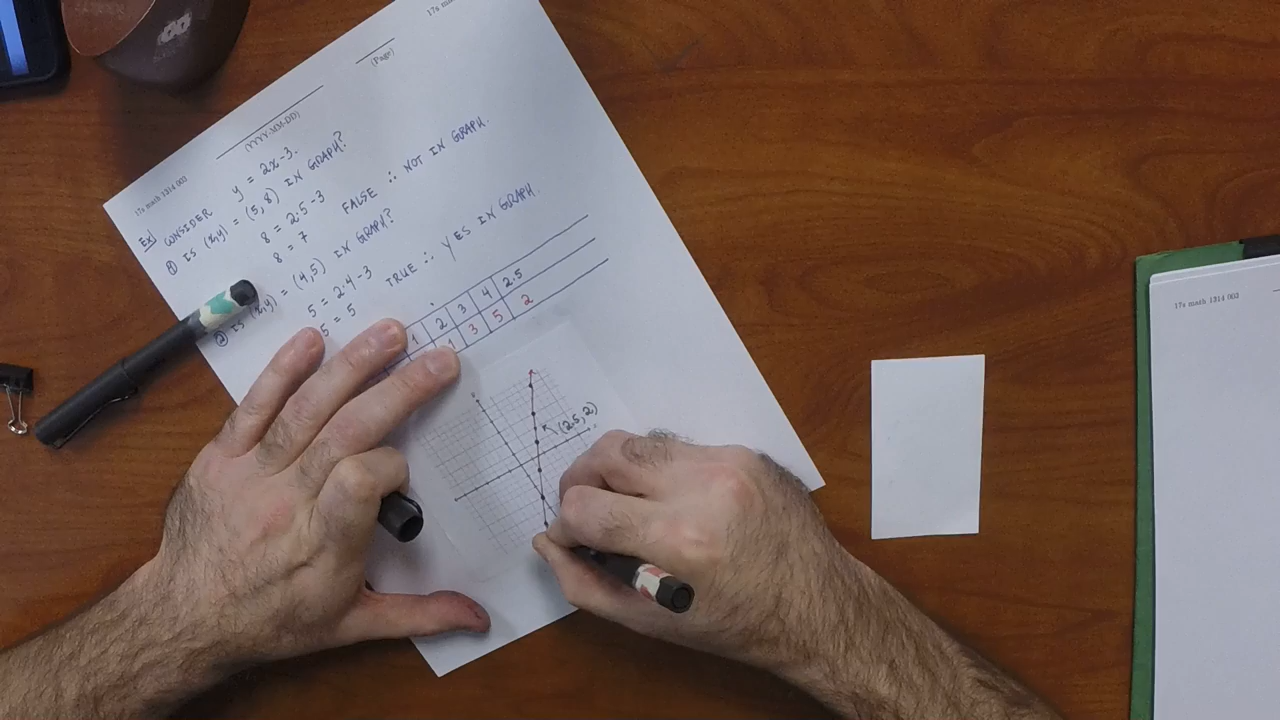 17s math 1314 003
(YYYY-MM-DD)
(Page)
Ex) CONSIDER y = 2x-3.
① IS (x,y) = (5,8) IN GRAPH?
8 = 2·5-3
8 = 7 FALSE ∴ NOT IN GRAPH.
② IS (x,y) = (4,5) IN GRAPH?
5 = 2·4-3
5 = 5 TRUE ∴ YES IN GRAPH.
1 2 3 4 2.5
1 3 5 2
(2.5, 2)
17s math 1314 003